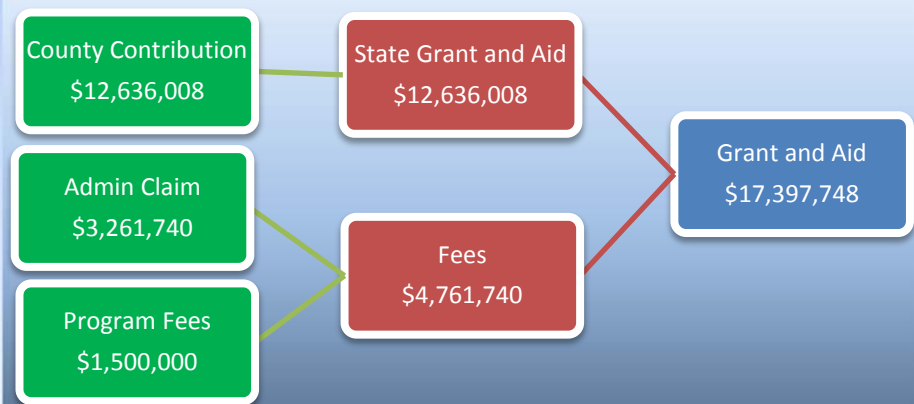 County Contribution
$12,636,008
State Grant and Aid
$12,636,008
Admin Claim
$3,261,740
Grant and Aid
$17,397,748
Fees
$4,761,740
Program Fees
$1,500,000